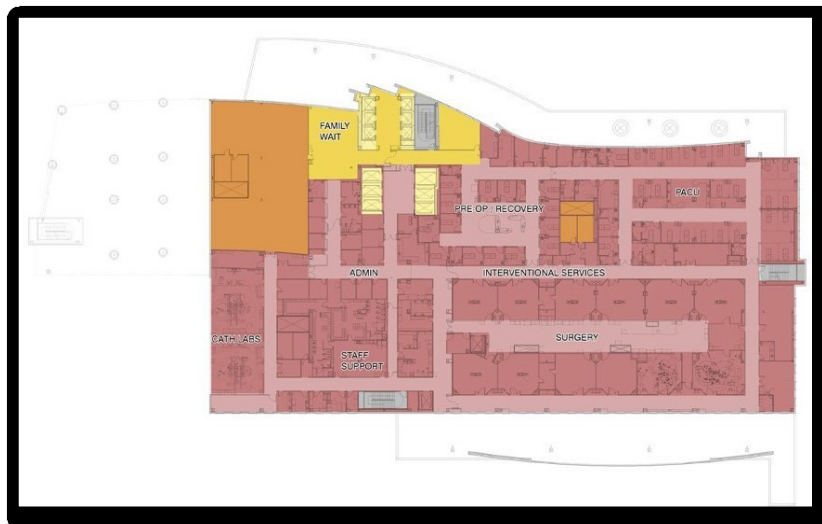 FAMILY
WAIT
PACU
PRE OP / RECOVERY
ADMIN
INTERVENTIONAL SERVICES
CATH LABS
STAFF
SUPPORT
SURGERY